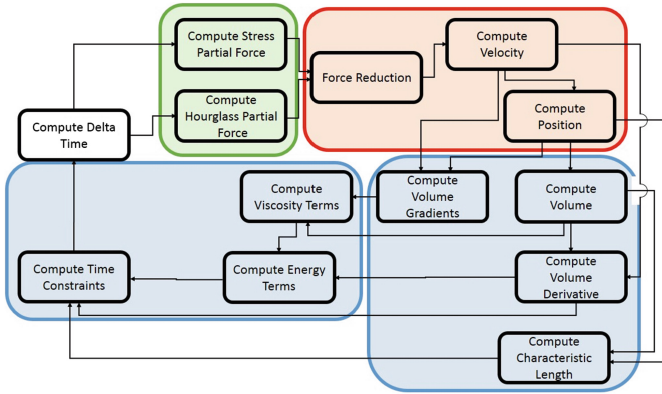 Compute Stress
Partial Force
Compute
Velocity
Force Reduction
Compute
Hourglass Partial
Force
Compute Delta
Time
Compute
Position
Compute
Viscosity Terms
Compute
Volume
Gradients
Compute
Volume
Compute Time
Constraints
Compute Energy
Terms
Compute
Volume
Derivative
Compute
Characteristic
Length